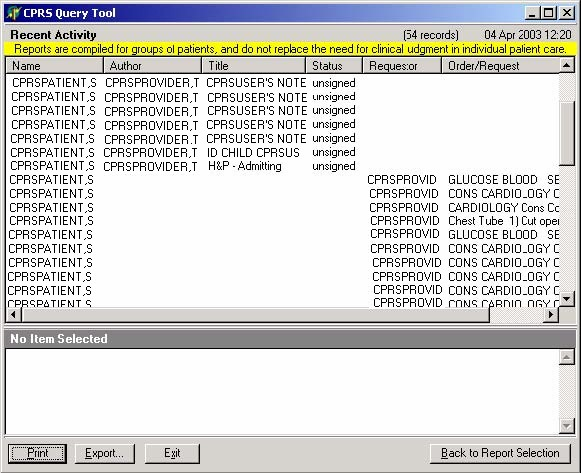 CPRS Query Tool
Recent Activity (54 records) 04 Apr 2003 12:20
Reports are compiled for groups of patients, and do not replace the need for clinical udgment in individual patient care.
Name Author Title Status Requestor Order/Request
CPRSPATIENT,S CPRSPROVIDER,T CPRSUSER'S NOTE unsigned
CPRSPATIENT,S CPRSPROVIDER,T CPRSUSER'S NOTE unsigned
CPRSPATIENT,S CPRSPROVIDER,T CPRSUSER'S NOTE unsigned
CPRSPATIENT,S CPRSPROVIDER,T CPRSUSER'S NOTE unsigned
CPRSPATIENT,S CPRSPROVIDER,T CPRSUSER'S NOTE unsigned
CPRSPATIENT,S CPRSPROVIDER,T ID CHILD CPRSUS unsigned
CPRSPATIENT,S CPRSPROVIDER,T H&P - Admitting unsigned
CPRSPATIENT,S CPRSPROVID GLUCOSE BLOOD SE
CPRSPATIENT,S CPRSPROVID CONS CARDIOLOGY C
CPRSPATIENT,S CPRSPROVID CARDIOLOGY Cons Co
CPRSPATIENT,S CPRSPROVID Chest Tube 1) Cut oper
CPRSPATIENT,S CPRSPROVID GLUCOSE BLOOD SE
CPRSPATIENT,S CPRSPROVID CONS CARDIOLOGY C
CPRSPATIENT,S CPRSPROVID CONS CARDIOLOGY C
CPRSPATIENT,S CPRSPROVID CONS CARDIOLOGY C
CPRSPATIENT,S CPRSPROVID CONS CARDIOLOGY C
CPRSPATIENT,S CPRSPROVID CONS CARDIOLOGY C
No Item Selected
Print Export... Exit Back to Report Selection